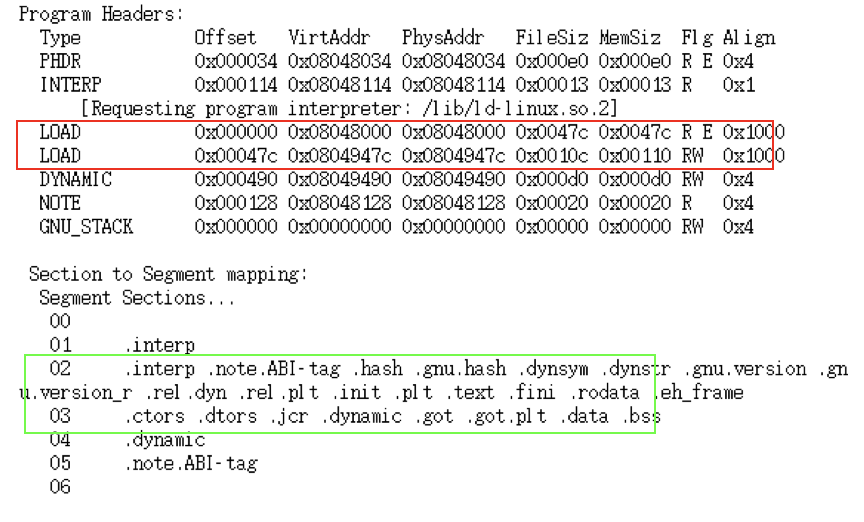 Program Headers:
Type Offset VirtAddr PhysAddr FileSiz MemSiz Flg Align
PHDR 0x000034 0x08048034 0x08048034 0x000e0 0x000e0 R E 0x4
INTERP 0x000114 0x08048114 0x08048114 0x00013 0x00013 R 0x1
[Requesting program interpreter: /lib/ld-linux.so.2]
LOAD 0x000000 0x08048000 0x08048000 0x0047c 0x0047c R E 0x1000
LOAD 0x00047c 0x0804947c 0x0804947c 0x0010c 0x00110 RW 0x1000
DYNAMIC 0x000490 0x08049490 0x08049490 0x000d0 0x000d0 RW 0x4
NOTE 0x000128 0x08048128 0x08048128 0x00020 0x00020 R 0x4
GNU_STACK 0x000000 0x00000000 0x00000000 0x00000 0x00000 RW 0x4
Section to Segment mapping:
Segment Sections...
00
01 .interp
02 .interp .note.ABI-tag .hash .gnu.hash .dynsym .dynstr .gnu.version .gn
u.version_r .rel.dyn .rel.plt .init .plt .text .fini .rodata .eh_frame
03 .ctors .dtors .jcr .dynamic .got .got.plt .data .bss
04 .dynamic
05 .note.ABI-tag
06